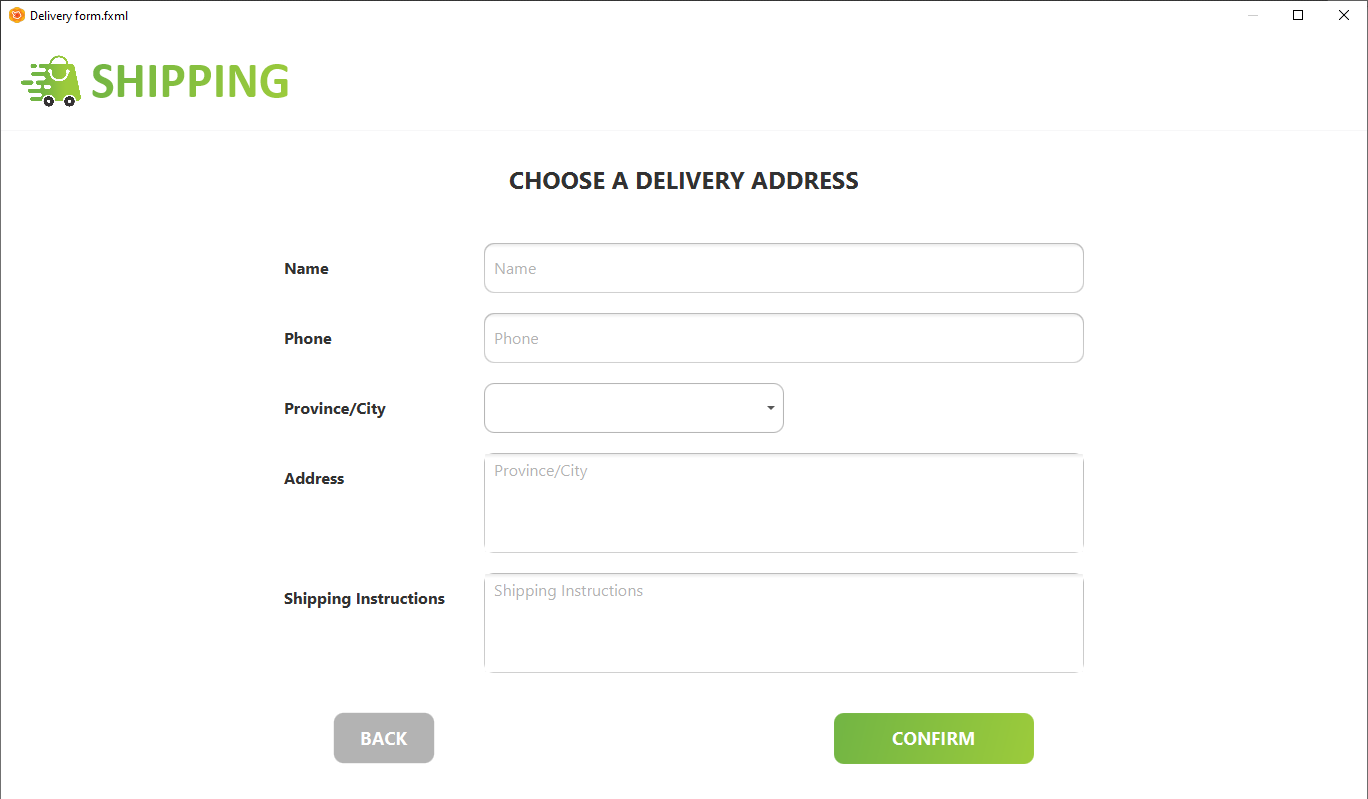 Delivery form.fxml
SHIPPING
CHOOSE A DELIVERY ADDRESS
Name
Name
Phone
Phone
Province/City
Address
Province/City
Shipping Instructions
Shipping Instructions
BACK
CONFIRM